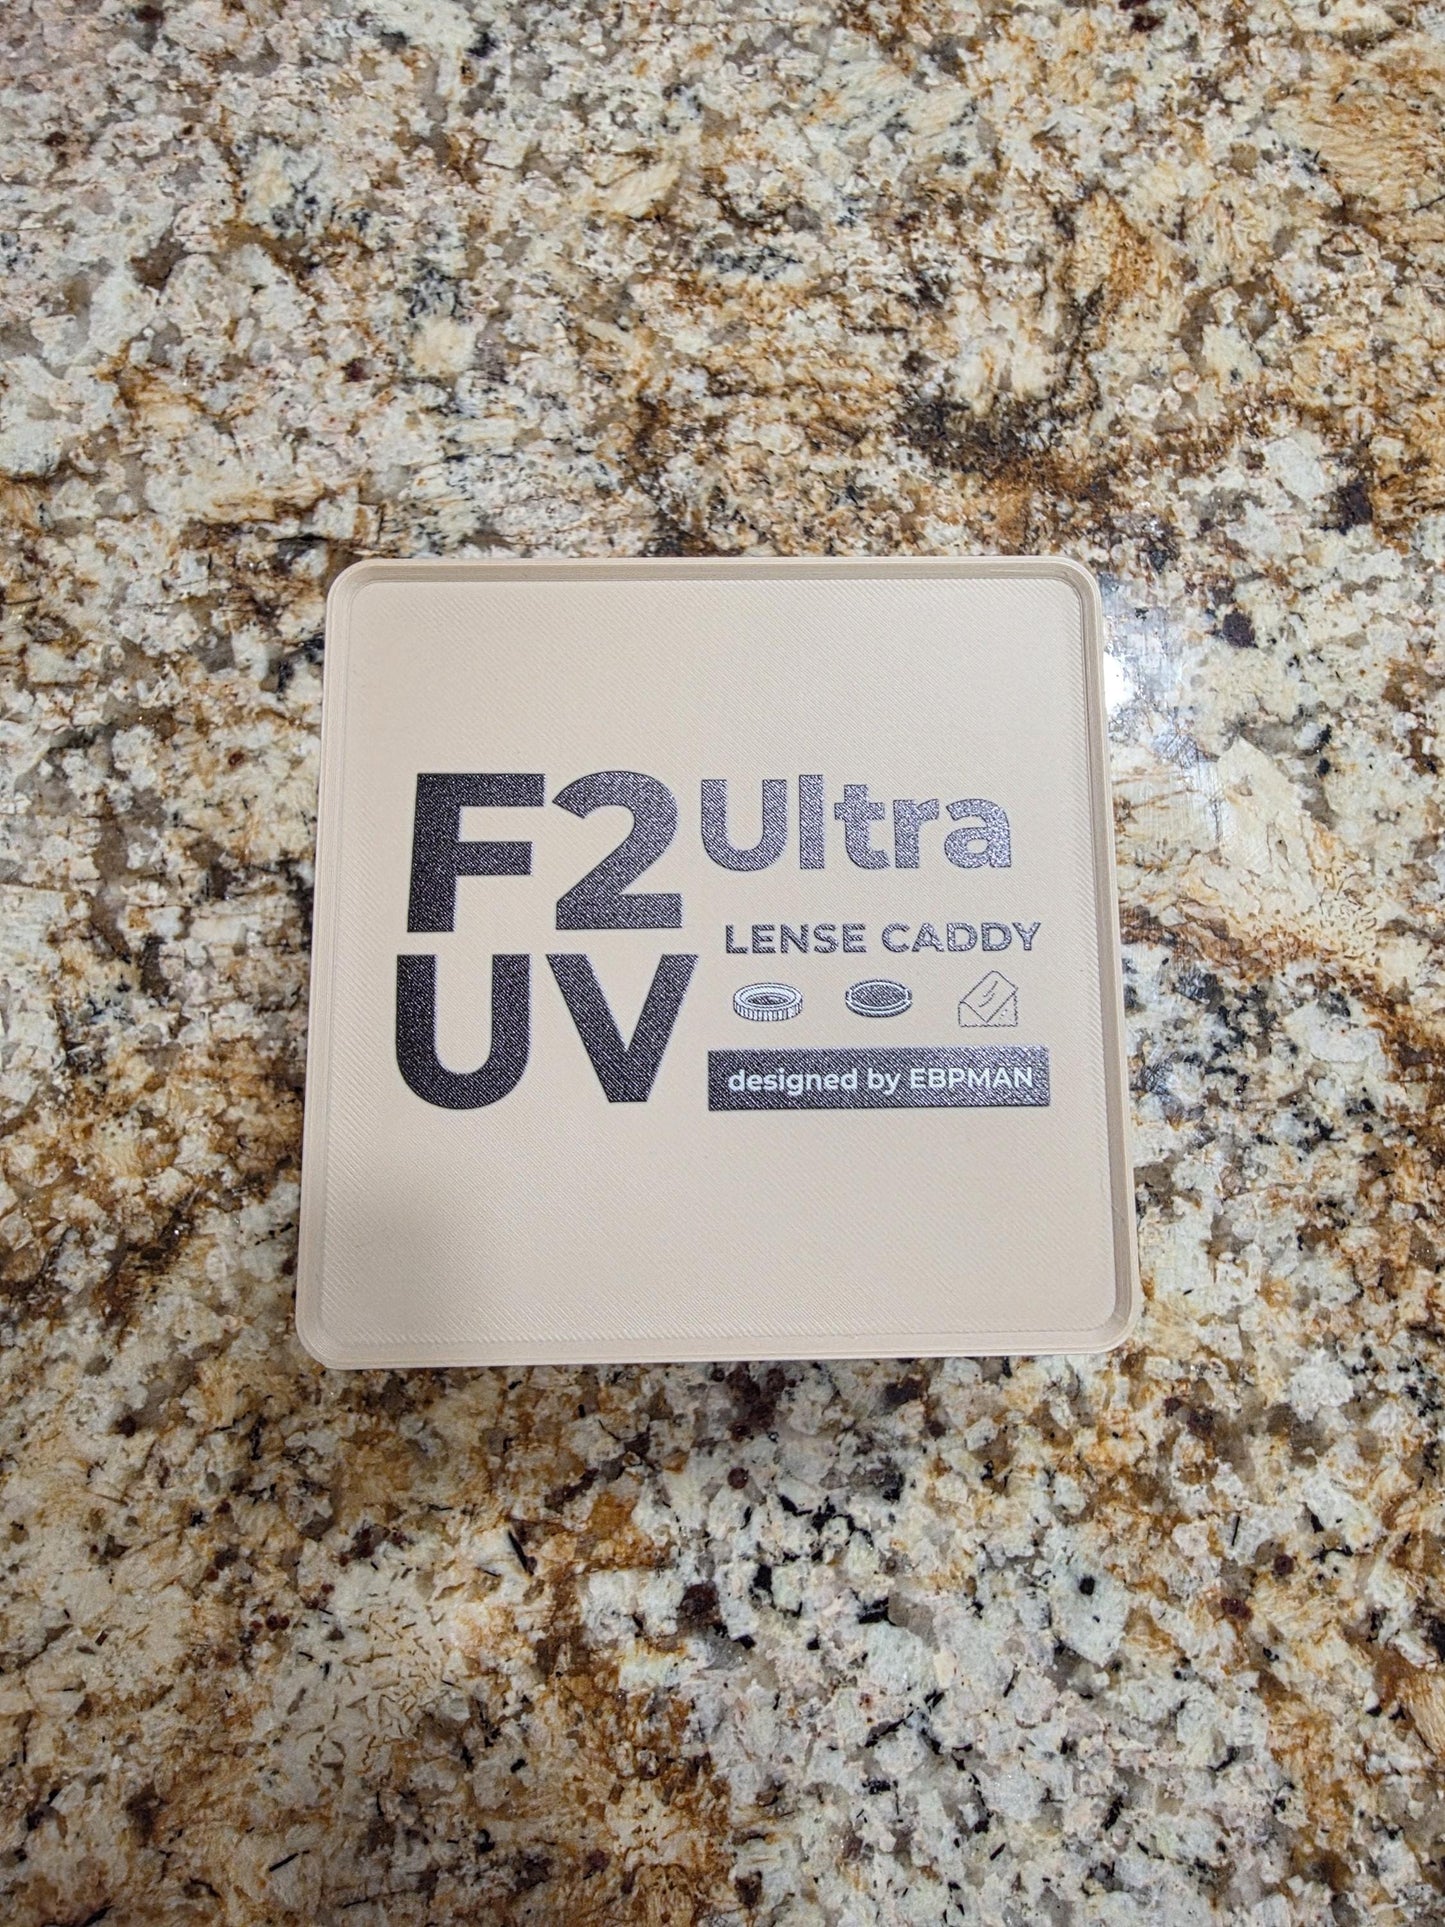 F2 Ultra
UV
LENSE CADDY
designed by EBPMAN